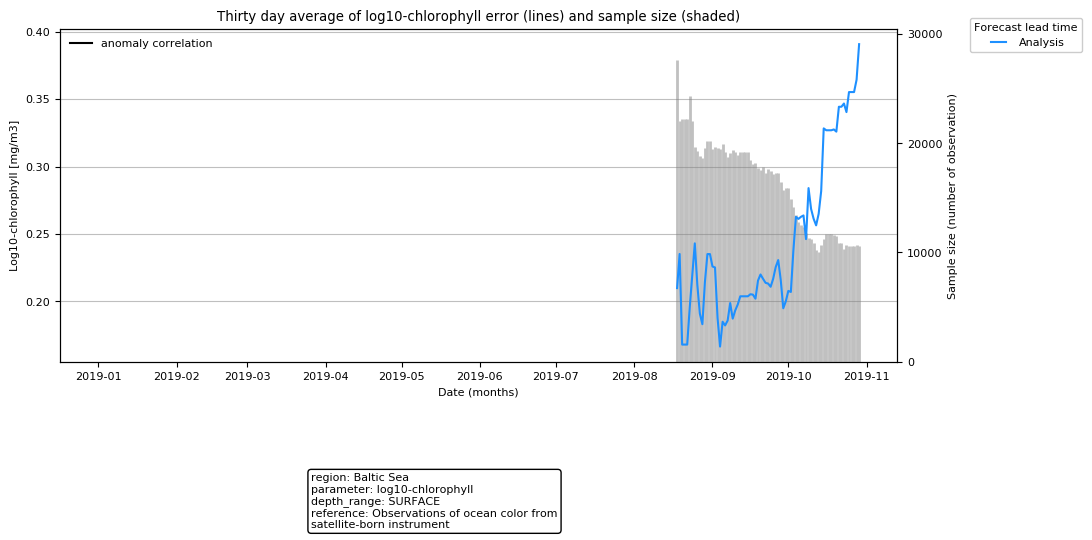 Thirty day average of log10-chlorophyll error (lines) and sample size (shaded)
Forecast lead time
Analysis
anomaly correlation
0.40
0.35
0.30
0.25
0.20
Log10-chlorophyll [mg/m3]
30000
20000
10000
0
Sample size (number of observation)
2019-01 2019-02 2019-03 2019-04 2019-05 2019-06 2019-07 2019-08 2019-09 2019-10 2019-11
Date (months)
region: Baltic Sea
parameter: log10-chlorophyll
depth_range: SURFACE
reference: Observations of ocean color from
satellite-born instrument